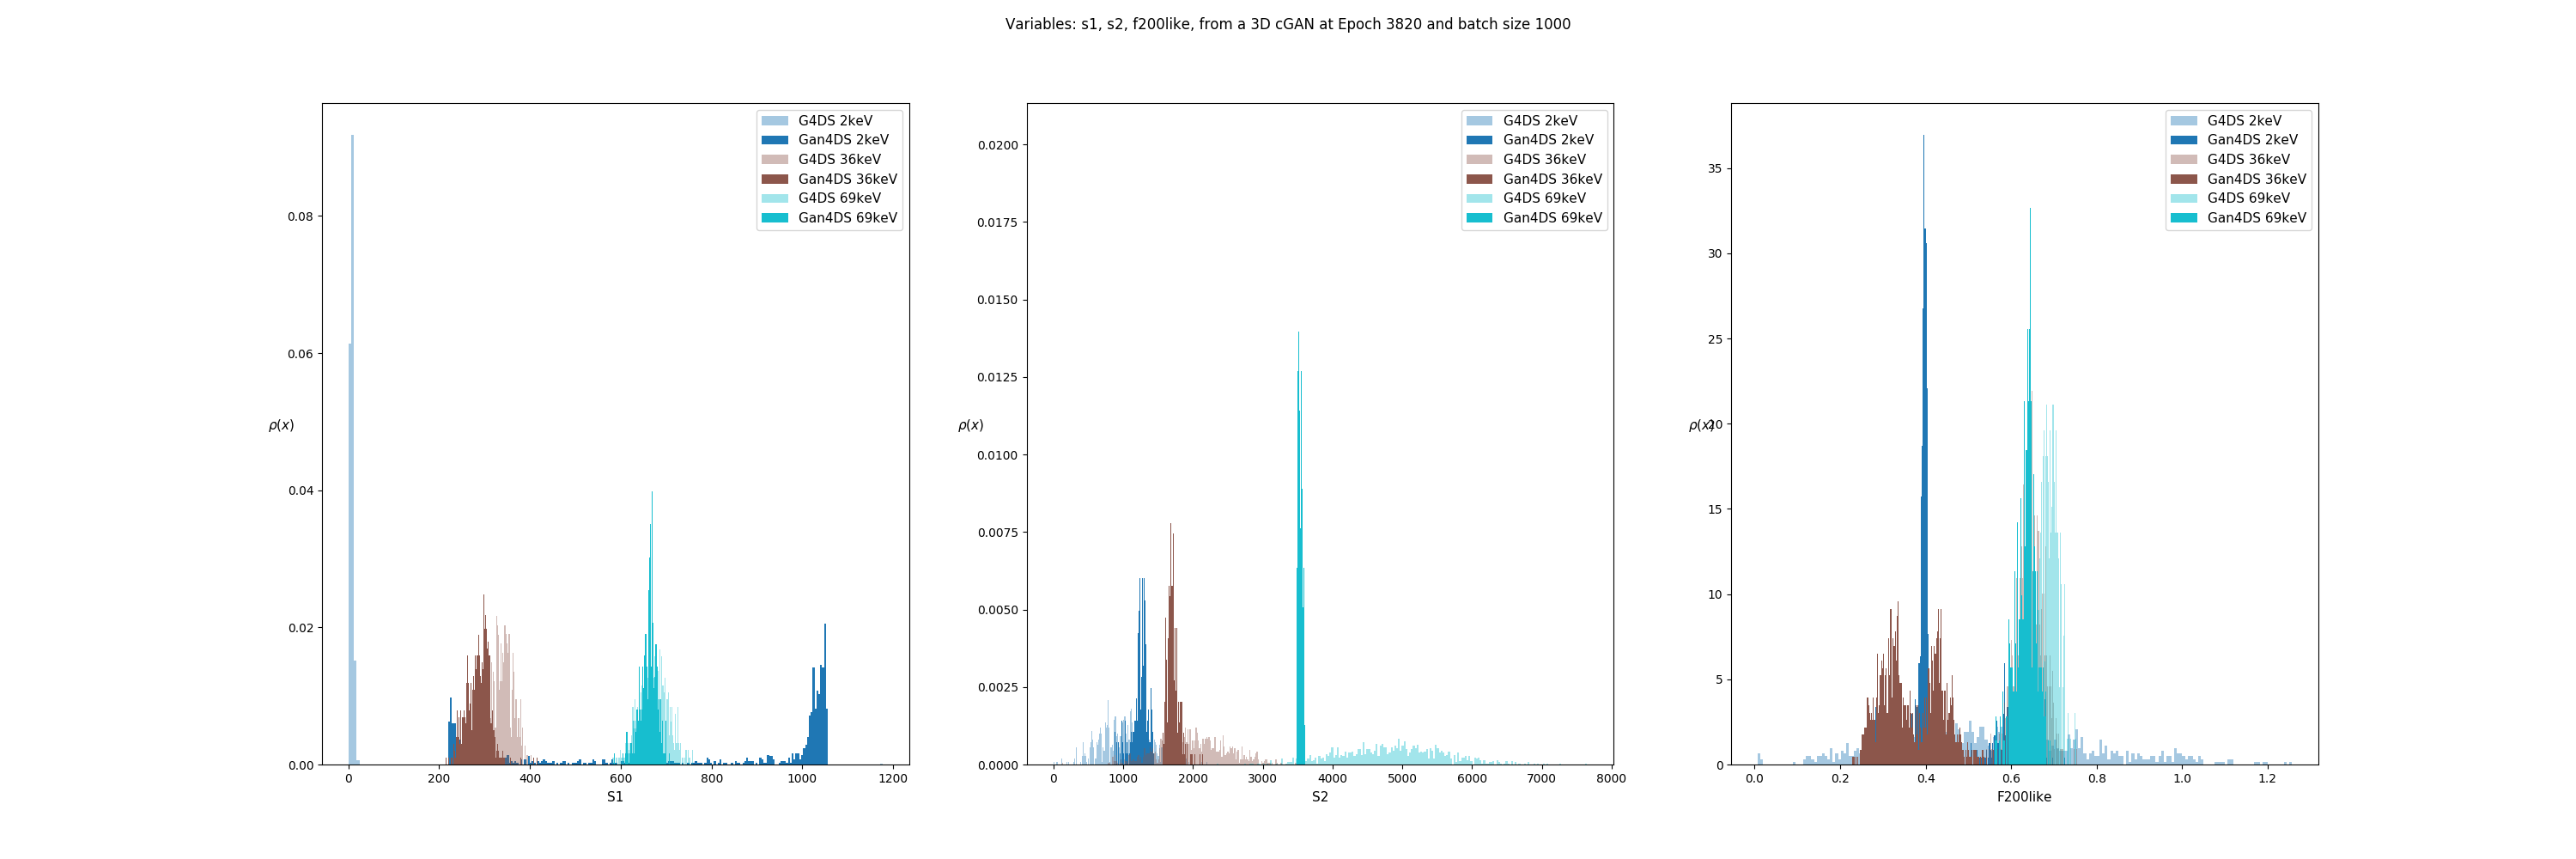 Variables: s1, s2, f200like, from a 3D cGAN at Epoch 3820 and batch size 1000
G4DS 2keV
Gan4DS 2keV
G4DS 36keV
Gan4DS 36keV
G4DS 69keV
Gan4DS 69keV
0.08
0.06
ρ(x)
0.04
0.02
0.00
0 200 400 600 800 1000 1200
S1
G4DS 2keV
Gan4DS 2keV
G4DS 36keV
Gan4DS 36keV
G4DS 69keV
Gan4DS 69keV
0.0200
0.0175
0.0150
0.0125
0.0100
ρ(x)
0.0075
0.0050
0.0025
0.0000
0 1000 2000 3000 4000 5000 6000 7000 8000
S2
G4DS 2keV
Gan4DS 2keV
G4DS 36keV
Gan4DS 36keV
G4DS 69keV
Gan4DS 69keV
35
30
25
20
ρ(x)
15
10
5
0
0.0 0.2 0.4 0.6 0.8 1.0 1.2
F200like